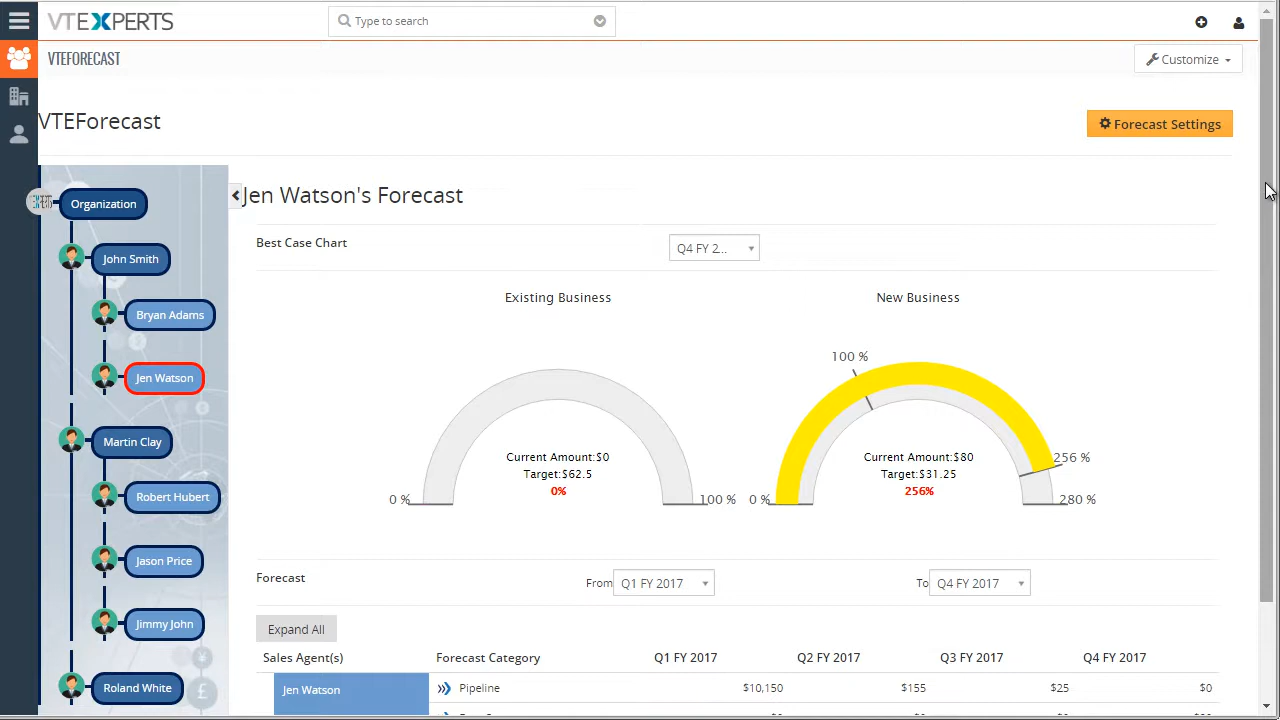 VTEXPERTS
Type to search
VTEFORECAST
Customize
VTEForecast
Forecast Settings
Organization
John Smith
Bryan Adams
Jen Watson
Martin Clay
Robert Hubert
Jason Price
Jimmy John
Roland White
Jen Watson's Forecast
Best Case Chart
Q4 FY 2...
Existing Business
New Business
100 %
Current Amount:$0
Target:$62.5
0%
0 %
100 %
Current Amount:$80
Target:$31.25
256%
256 %
0 %
280 %
Forecast
From Q1 FY 2017
To Q4 FY 2017
Expand All
Sales Agent(s) Forecast Category Q1 FY 2017 Q2 FY 2017 Q3 FY 2017 Q4 FY 2017
Jen Watson Pipeline $10,150 $155 $25 $0